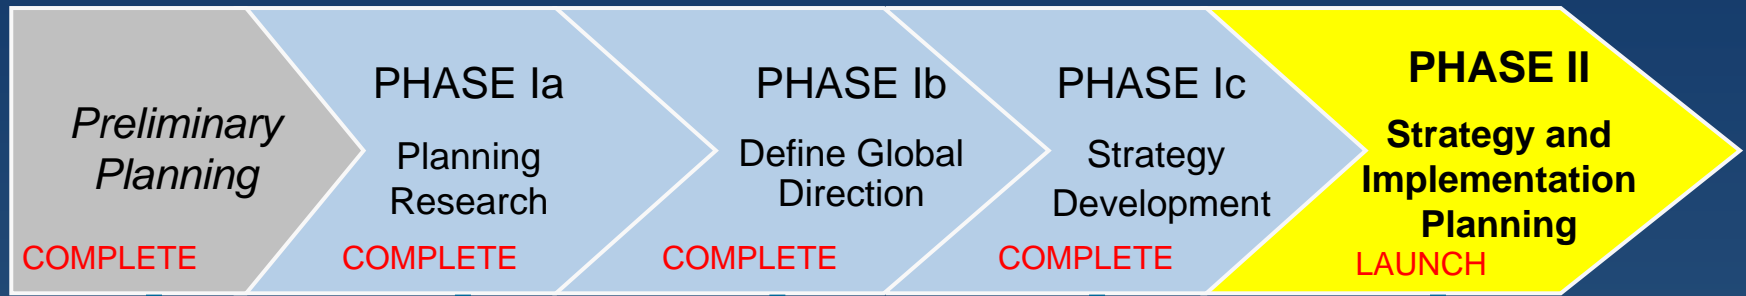 Preliminary
Planning
COMPLETE
PHASE Ia
Planning
Research
COMPLETE
PHASE Ib
Define Global
Direction
COMPLETE
PHASE Ic
Strategy
Development
COMPLETE
PHASE II
Strategy and
Implementation
Planning
LAUNCH